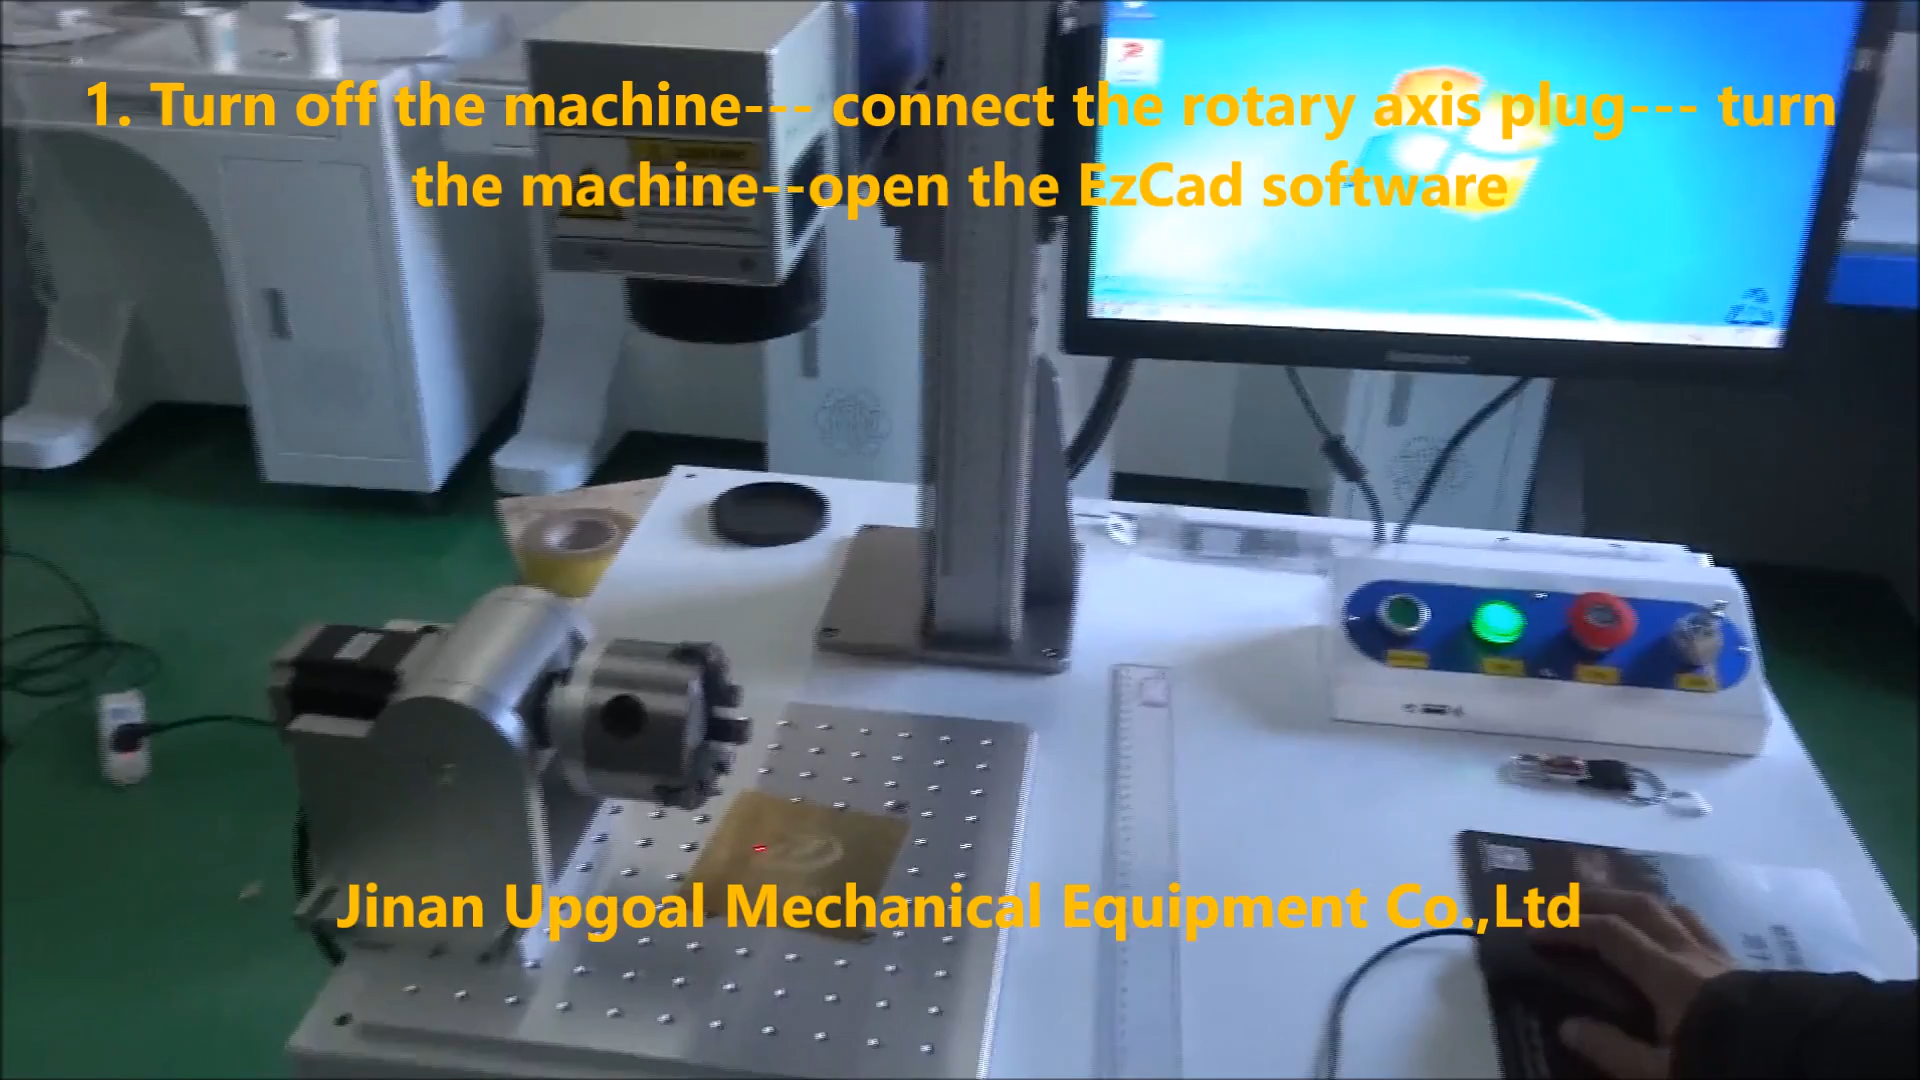 1. Turn off the machine--- connect the rotary axis plug--- turn
the machine--open the EzCad software
Jinan Upgoal Mechanical Equipment Co.,Ltd